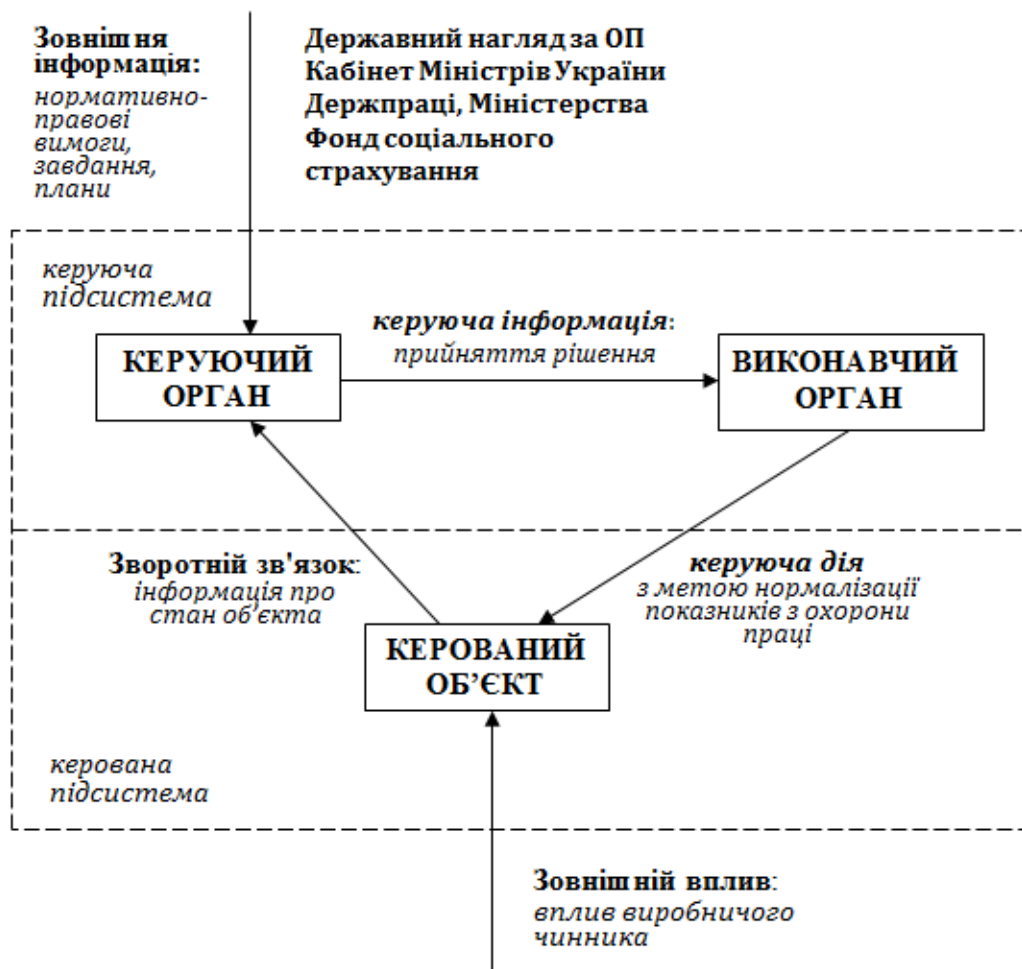 Зовнішня
інформація:
нормативно-
правові
вимоги,
завдання,
плани
Державний нагляд за ОП
Кабінет Міністрів України
Держпраці, Міністерства
Фонд соціального
страхування
керуюча
підсистема
керуюча інформація:
прийняття рішення
КЕРУЮЧИЙ
ОРГАН
ВИКОНАВЧИЙ
ОРГАН
Зворотній зв'язок:
інформація про
стан об’єкта
керуюча дія
з метою нормалізації
показників з охорони
праці
КЕРОВАНИЙ
ОБ’ЄКТ
керована
підсистема
Зовнішній вплив:
вплив виробничого
чинника